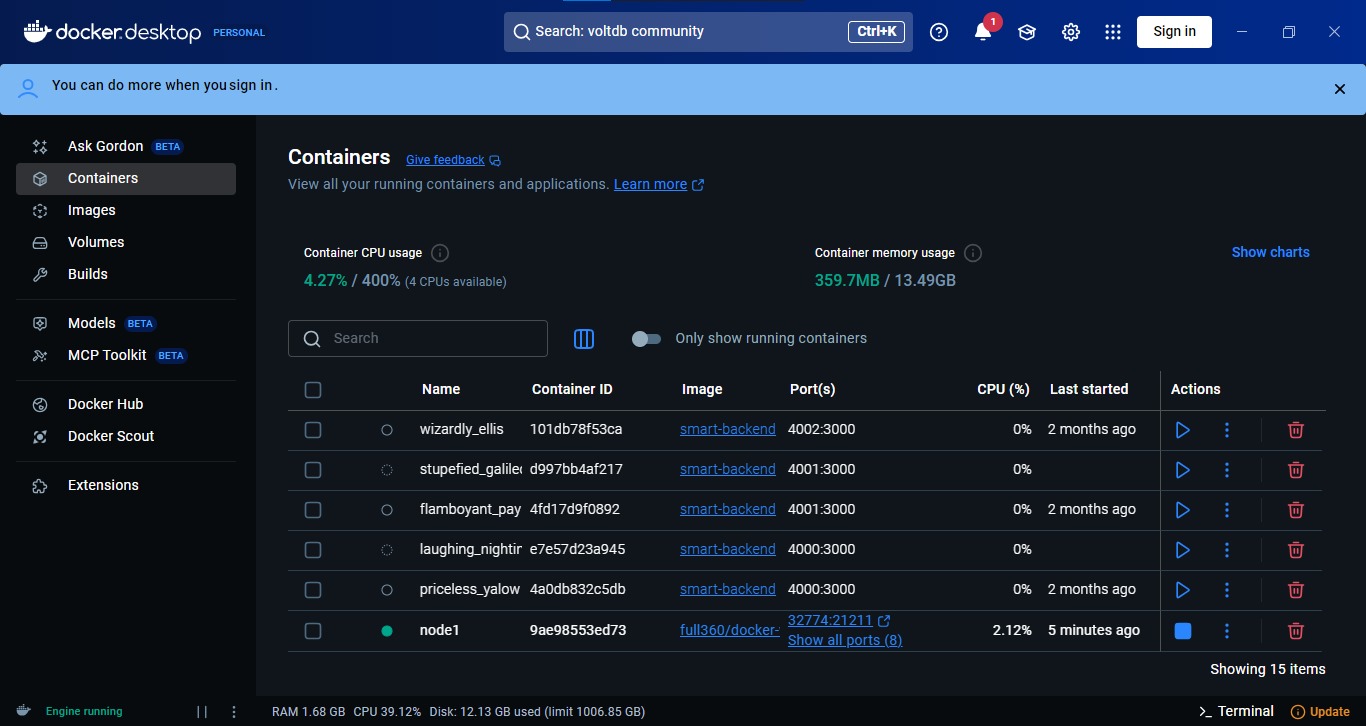 docker desktop PERSONAL
Search: voltdb community Ctrl+K
1
Sign in
You can do more when you sign in.
Ask Gordon BETA
Containers
Images
Volumes
Builds
Models BETA
MCP Toolkit BETA
Docker Hub
Docker Scout
Extensions
Containers Give feedback
View all your running containers and applications. Learn more
Container CPU usage
4.27% / 400% (4 CPUs available)
Container memory usage
359.7MB / 13.49GB
Show charts
Search
Only show running containers
Name Container ID Image Port(s) CPU (%) Last started Actions
wizardly_ellis 101db78f53ca smart-backend 4002:3000 0% 2 months ago
stupefied_galile d997bb4af217 smart-backend 4001:3000 0%
flamboyant_pay 4fd17d9f0892 smart-backend 4001:3000 0% 2 months ago
laughing_nightin e7e57d23a945 smart-backend 4000:3000 0%
priceless_yalow 4a0db832c5db smart-backend 4000:3000 0% 2 months ago
node1 9ae98553ed73 full360/docker- 32774:21211 2.12% 5 minutes ago
Show all ports (8)
Showing 15 items
Engine running
RAM 1.68 GB CPU 39.12% Disk: 12.13 GB used (limit 1006.85 GB)
>_ Terminal
Update